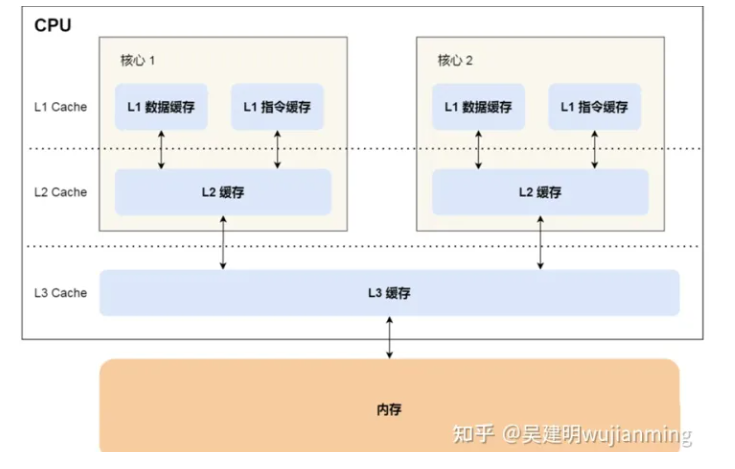 CPU
核心 1
核心 2
L1 Cache
L1 数据缓存
L1 指令缓存
L1 数据缓存
L1 指令缓存
L2 Cache
L2 缓存
L2 缓存
L3 Cache
L3 缓存
内存
知乎 @吴建明wujianming